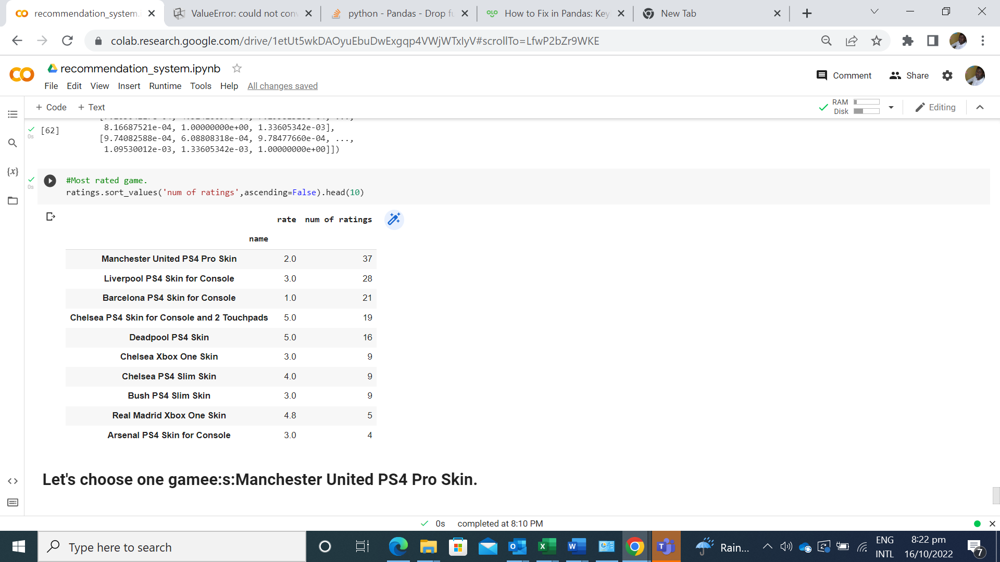 recommendation_system.
ValueError: could not con
python - Pandas - Drop fu
OLO How to Fix in Pandas: Key
New Tab
colab.research.google.com/drive/1etUt5wkDAOyuEbuDwExgqp4VWjWTxIyV#scrollTo=LfwP2bZr9WKE
recommendation_system.ipynb
Comment Share
File Edit View Insert Runtime Tools Help All changes saved
+ Code + Text
RAM
Disk
Editing
[62]
0s
8.16687521e-04, 1.00000000e+00, 1.33605342e-03],
[9.74082588e-04, 6.08808318e-04, 9.78477660e-04, ...,
1.09530012e-03, 1.33605342e-03, 1.00000000e+00]])
{x}
0s
#Most rated game.
ratings.sort_values('num of ratings',ascending=False).head(10)
rate num of ratings
name
Manchester United PS4 Pro Skin 2.0 37
Liverpool PS4 Skin for Console 3.0 28
Barcelona PS4 Skin for Console 1.0 21
Chelsea PS4 Skin for Console and 2 Touchpads 5.0 19
Deadpool PS4 Skin 5.0 16
Chelsea Xbox One Skin 3.0 9
Chelsea PS4 Slim Skin 4.0 9
Bush PS4 Slim Skin 3.0 9
Real Madrid Xbox One Skin 4.8 5
Arsenal PS4 Skin for Console 3.0 4
Let's choose one gamee:s:Manchester United PS4 Pro Skin.
0s completed at 8:10 PM
Type here to search
Rain...
ENG
INTL
8:22 pm
16/10/2022
7